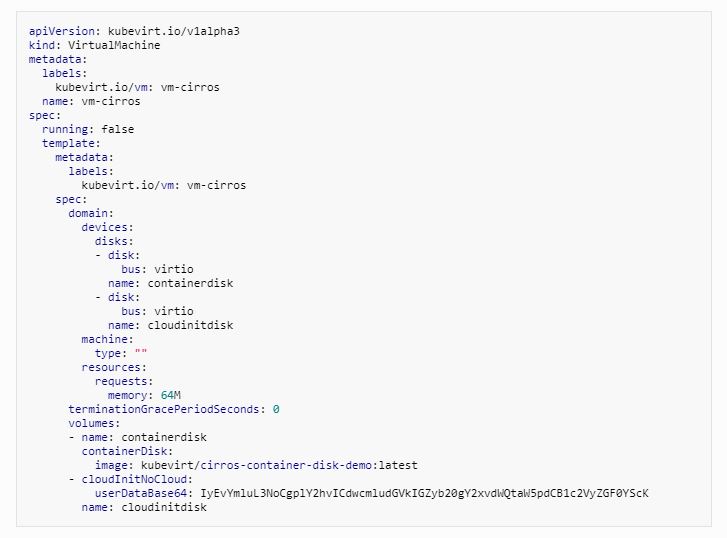 apiVersion: kubevirt.io/v1alpha3
kind: VirtualMachine
metadata:
  labels:
    kubevirt.io/vm: vm-cirros
  name: vm-cirros
spec:
  running: false
  template:
    metadata:
      labels:
        kubevirt.io/vm: vm-cirros
    spec:
      domain:
        devices:
          disks:
          - disk:
              bus: virtio
            name: containerdisk
          - disk:
              bus: virtio
            name: cloudinitdisk
        machine:
          type: ""
        resources:
          requests:
            memory: 64M
      terminationGracePeriodSeconds: 0
      volumes:
      - name: containerdisk
        containerDisk:
          image: kubevirt/cirros-container-disk-demo:latest
      - cloudInitNoCloud:
          userDataBase64: IyEvYmluL3NoCgplY2hvICdwcmludGVkIGZyb20gY2xvdWQtaW5pdCB1c2VyZGF0YScK
        name: cloudinitdisk